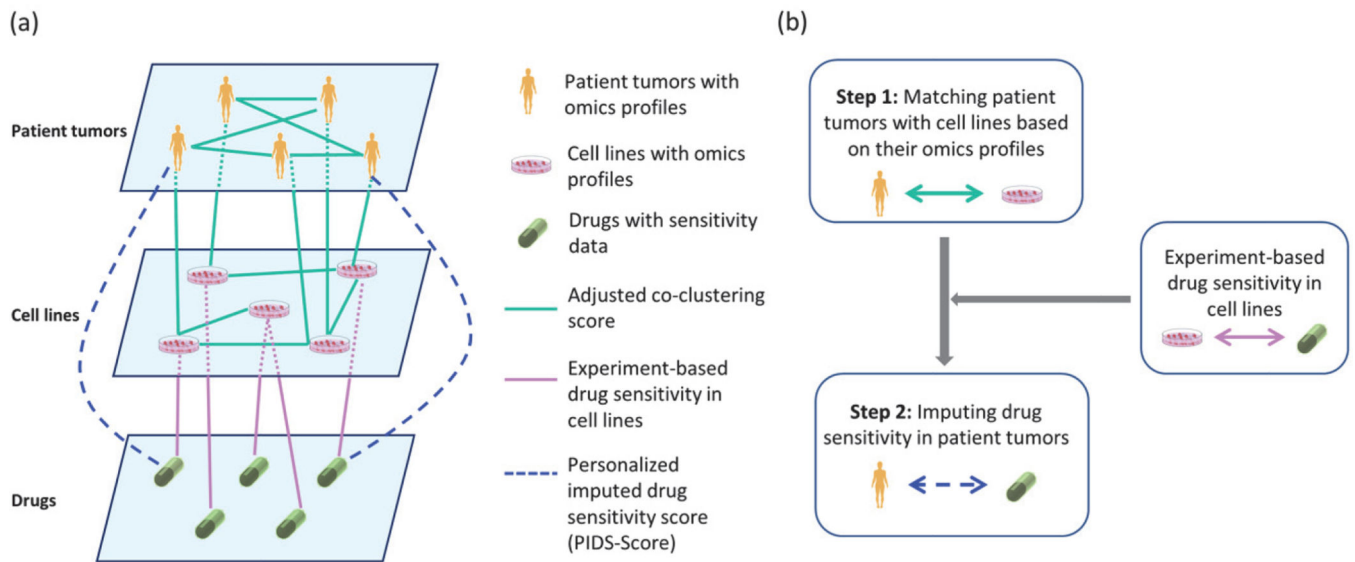 (a)
Patient tumors
Cell lines
Drugs
Patient tumors with
omics profiles
Cell lines with omics
profiles
Drugs with sensitivity
data
Adjusted co-clustering
score
Experiment-based
drug sensitivity in
cell lines
Personalized
imputed drug
sensitivity score
(PIDS-Score)
(b)
Step 1: Matching patient
tumors with cell lines based
on their omics profiles
Experiment-based
drug sensitivity in
cell lines
Step 2: Imputing drug
sensitivity in patient tumors